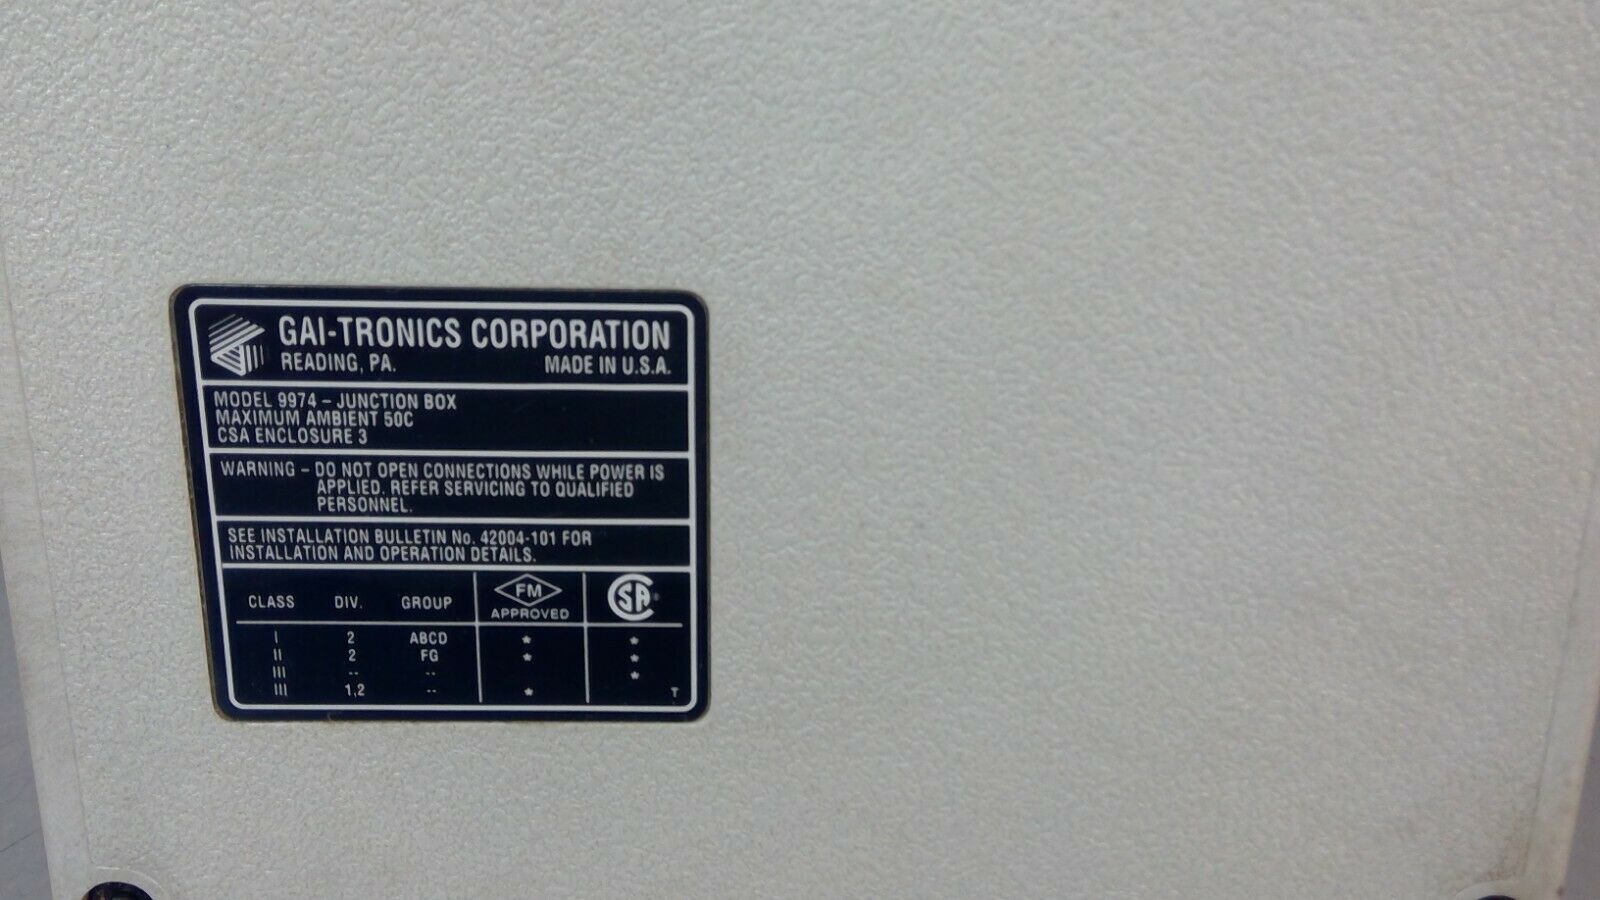 GAI-TRONICS CORPORATION
READING, PA. MADE IN U.S.A.
MODEL 9974 - JUNCTION BOX
MAXIMUM AMBIENT 50C
CSA ENCLOSURE 3
WARNING - DO NOT OPEN CONNECTIONS WHILE POWER IS
APPLIED. REFER SERVICING TO QUALIFIED
PERSONNEL.
SEE INSTALLATION BULLETIN No. 42004-101 FOR
INSTALLATION AND OPERATION DETAILS.
CLASS DIV. GROUP FM APPROVED CSA®
I 2 ABCD * *
II 2 FG * *
III -- -- *
III 1,2 -- * T